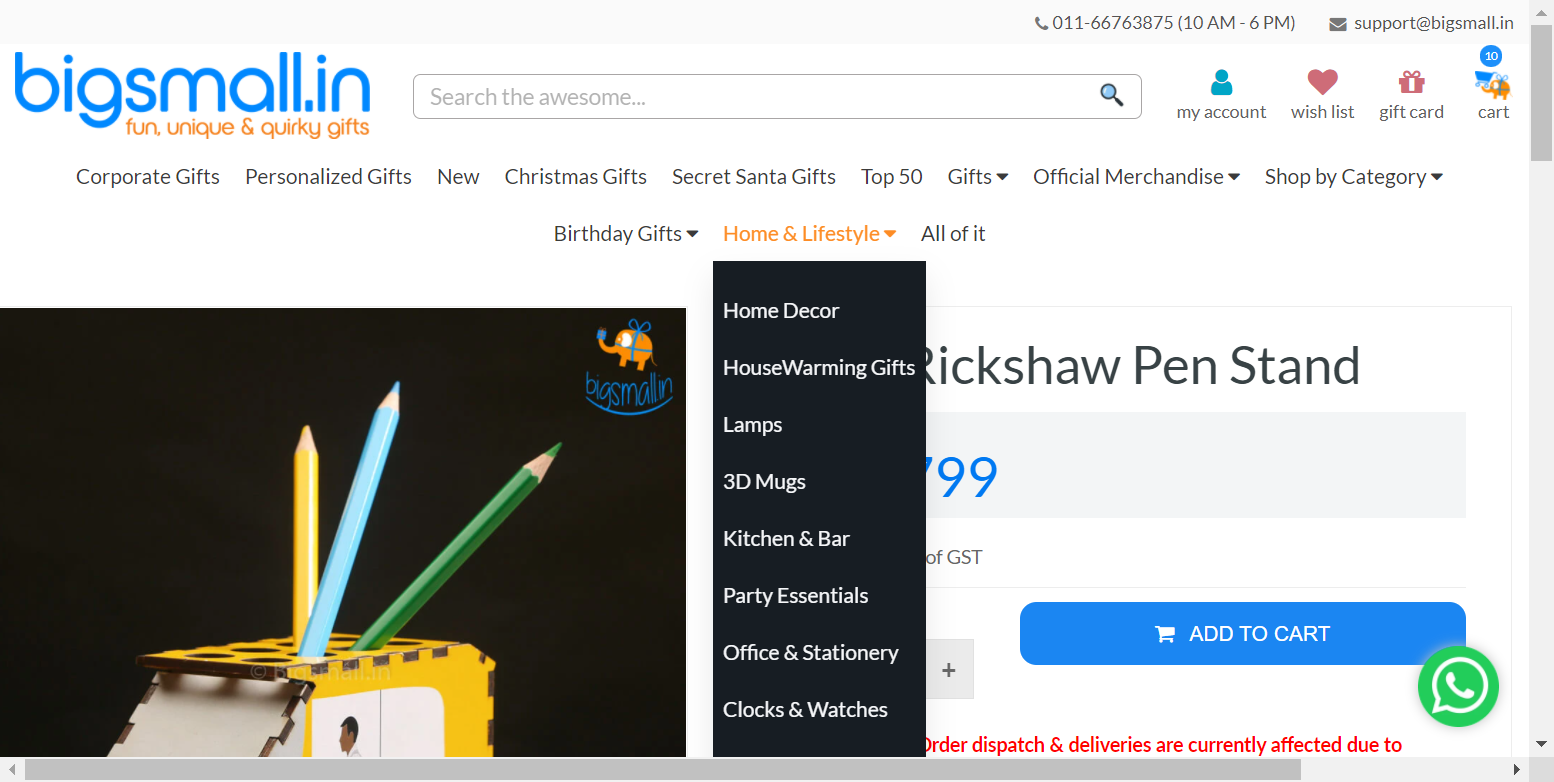 011-66763875 (10 AM - 6 PM) support@bigsmall.in
bigsmall.in
fun, unique & quirky gifts
Search the awesome...
10
my account wish list gift card cart
Corporate Gifts Personalized Gifts New Christmas Gifts Secret Santa Gifts Top 50 Gifts Official Merchandise Shop by Category
Birthday Gifts Home & Lifestyle All of it
Home Decor
HouseWarming Gifts
Lamps
3D Mugs
Kitchen & Bar
Party Essentials
Office & Stationery
Clocks & Watches
bigsmall.in
© Bigsmall.in
Rickshaw Pen Stand
799
of GST
+
ADD TO CART
Order dispatch & deliveries are currently affected due to